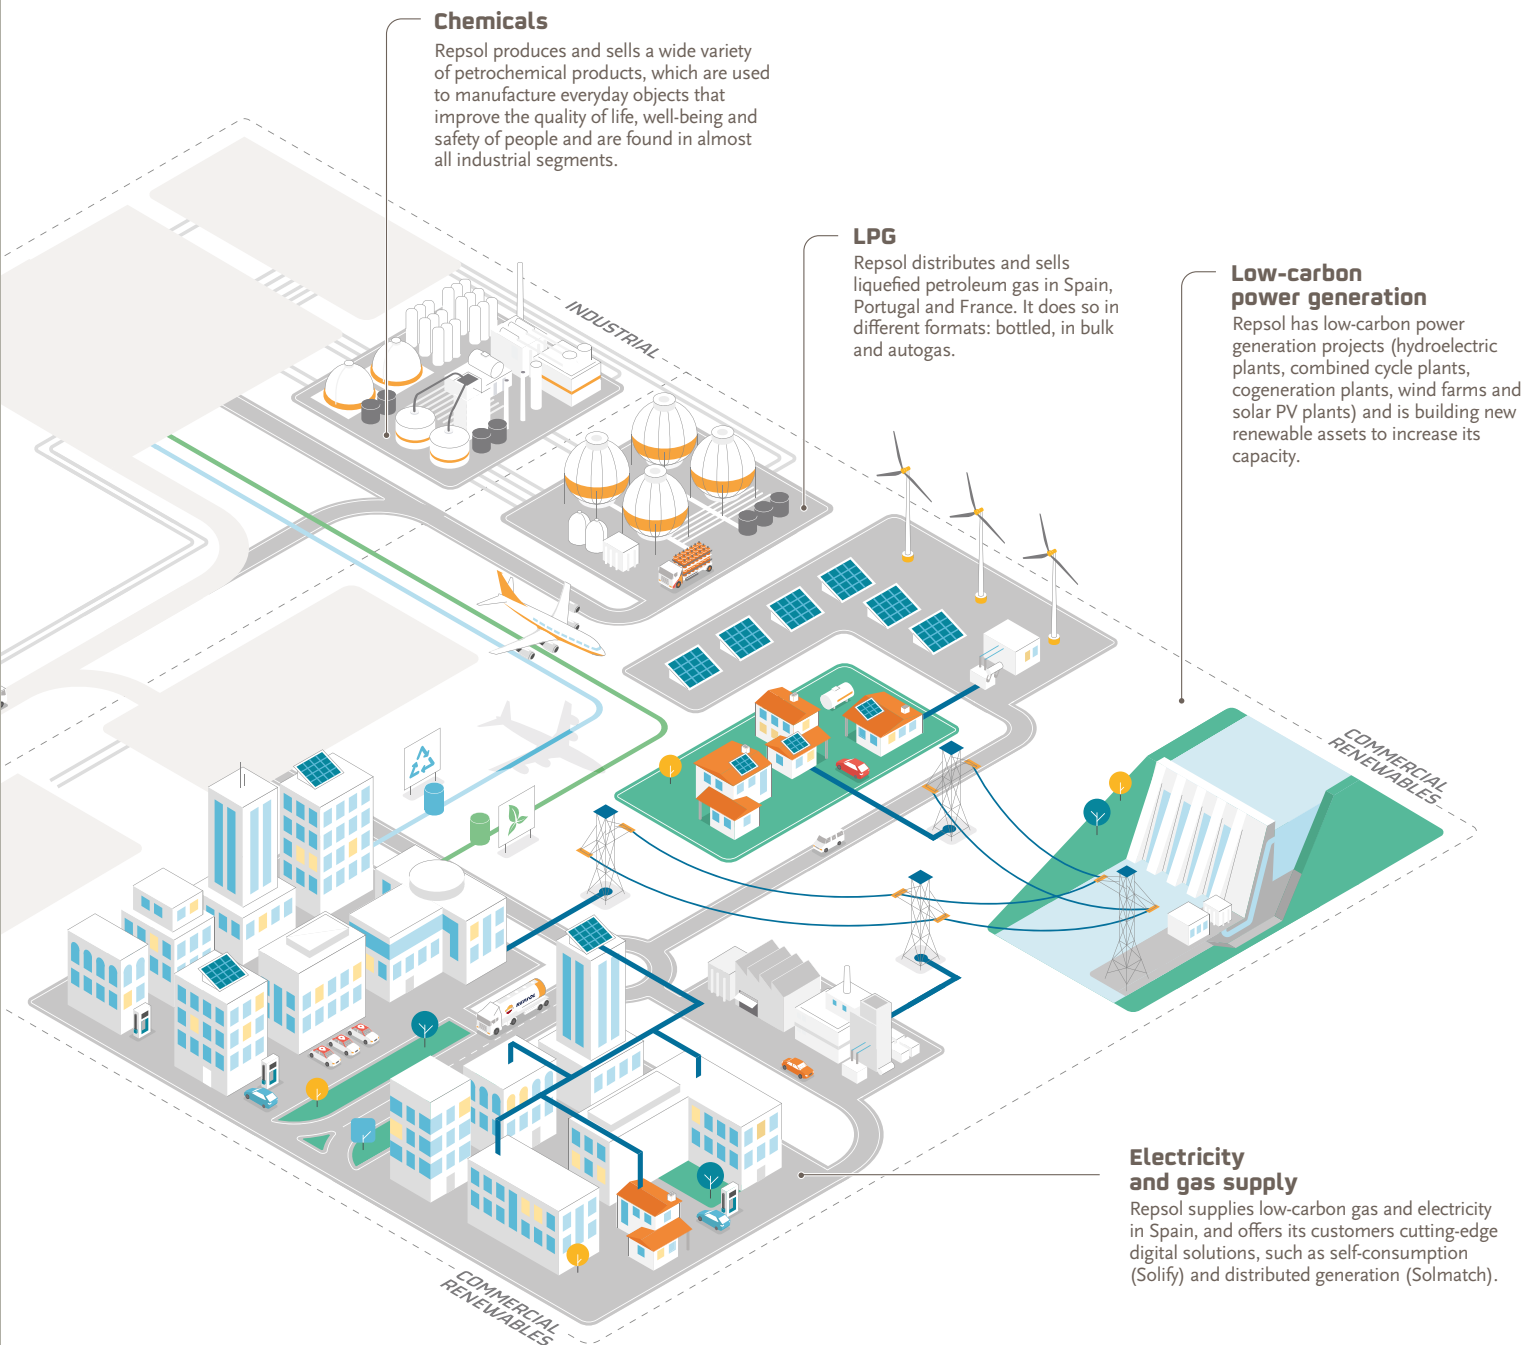 Chemicals
Repsol produces and sells a wide variety
of petrochemical products, which are used
to manufacture everyday objects that
improve the quality of life, well-being and
safety of people and are found in almost
all industrial segments.
LPG
Repsol distributes and sells
liquefied petroleum gas in Spain,
Portugal and France. It does so in
different formats: bottled, in bulk
and autogas.
Low-carbon
power generation
Repsol has low-carbon power
generation projects (hydroelectric
plants, combined cycle plants,
cogeneration plants, wind farms and
solar PV plants) and is building new
renewable assets to increase its
capacity.
INDUSTRIAL
COMMERCIAL
RENEWABLES
REPSOL
Electricity
and gas supply
Repsol supplies low-carbon gas and electricity
in Spain, and offers its customers cutting-edge
digital solutions, such as self-consumption
(Solify) and distributed generation (Solmatch).
COMMERCIAL
RENEWABLES